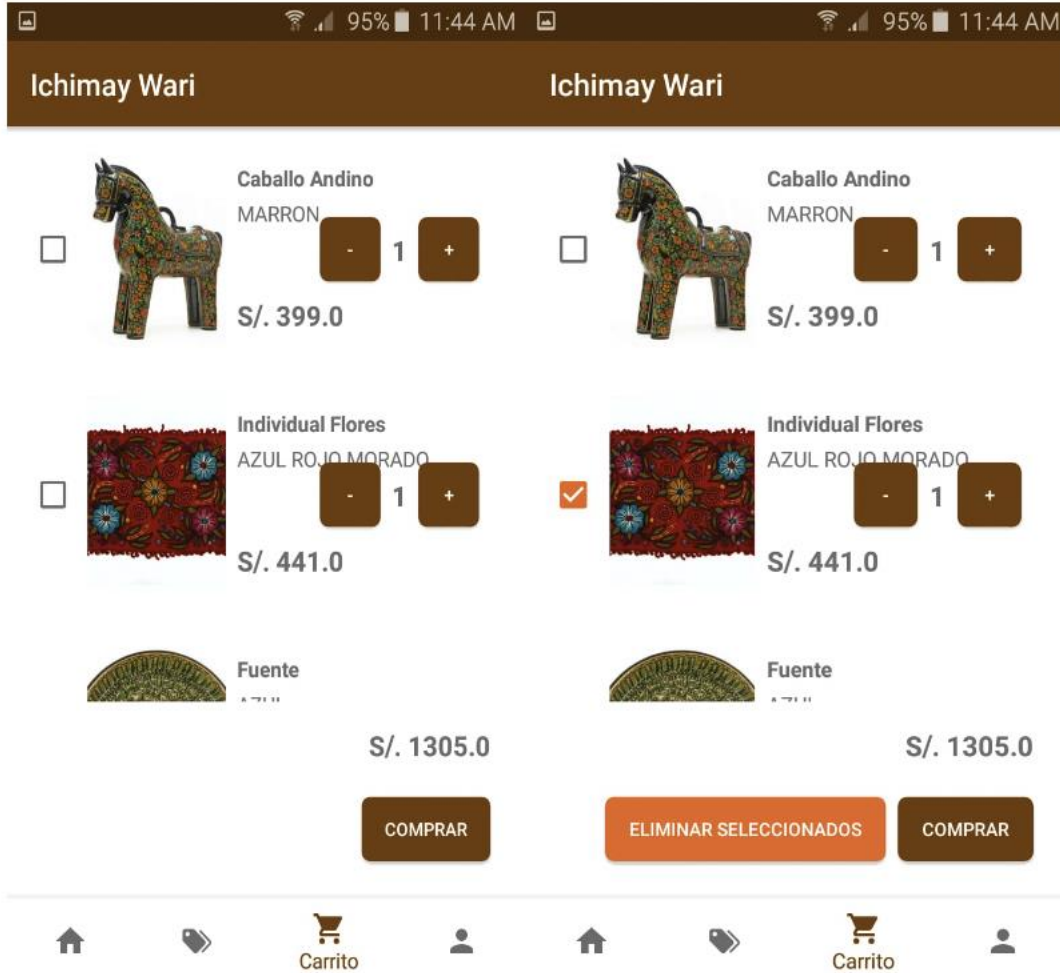 95% 11:44 AM
Ichimay Wari
Caballo Andino
MARRON
- 1 +
S/. 399.0
Individual Flores
AZUL ROJO MORADO
- 1 +
S/. 441.0
Fuente
AZUL
S/. 1305.0
COMPRAR
Carrito
95% 11:44 AM
Ichimay Wari
Caballo Andino
MARRON
- 1 +
S/. 399.0
Individual Flores
AZUL ROJO MORADO
- 1 +
S/. 441.0
Fuente
AZUL
S/. 1305.0
ELIMINAR SELECCIONADOS
COMPRAR
Carrito